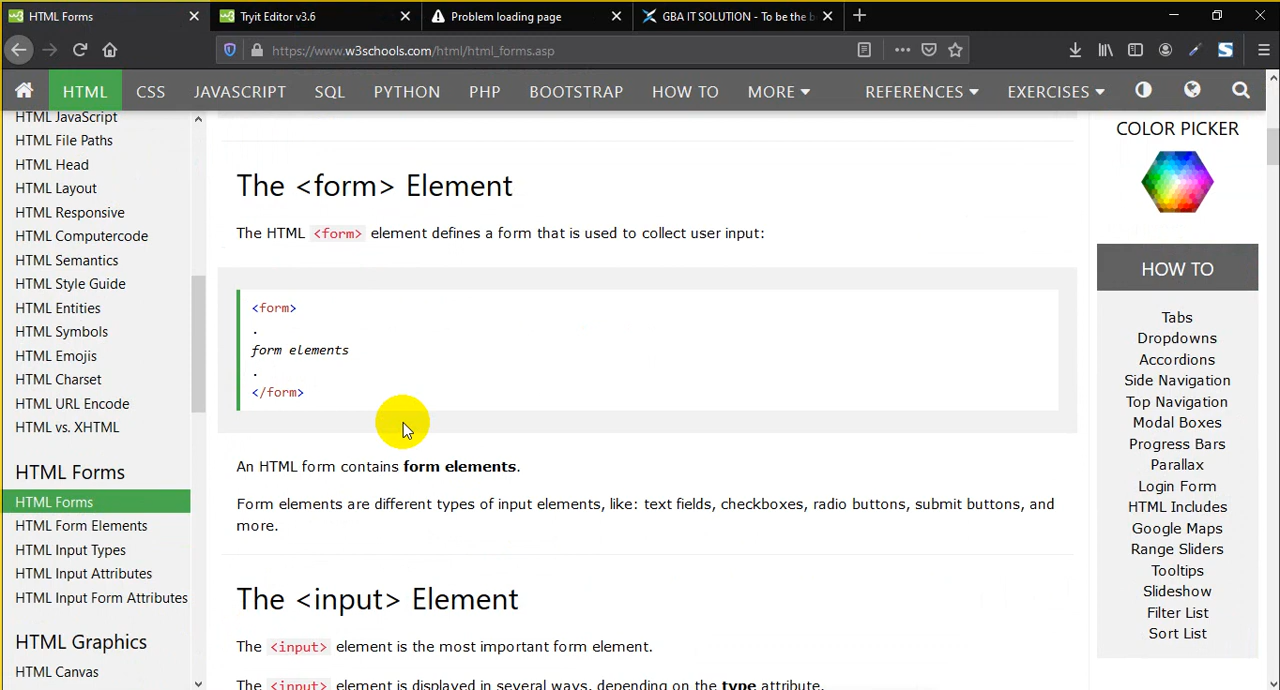 HTML Forms
Tryit Editor v3.6
Problem loading page
GBA IT SOLUTION - To be the b
https://www.w3schools.com/html/html_forms.asp
HTML CSS JAVASCRIPT SQL PYTHON PHP BOOTSTRAP HOW TO MORE REFERENCES EXERCISES
HTML JavaScript
HTML File Paths
HTML Head
HTML Layout
HTML Responsive
HTML Computercode
HTML Semantics
HTML Style Guide
HTML Entities
HTML Symbols
HTML Emojis
HTML Charset
HTML URL Encode
HTML vs. XHTML
HTML Forms
HTML Forms
HTML Form Elements
HTML Input Types
HTML Input Attributes
HTML Input Form Attributes
HTML Graphics
HTML Canvas
The <form> Element
The HTML <form> element defines a form that is used to collect user input:
<form>
.
form elements
.
</form>
An HTML form contains form elements.
Form elements are different types of input elements, like: text fields, checkboxes, radio buttons, submit buttons, and
more.
The <input> Element
The <input> element is the most important form element.
The <input> element is displayed in several ways, depending on the type attribute.
COLOR PICKER
HOW TO
Tabs
Dropdowns
Accordions
Side Navigation
Top Navigation
Modal Boxes
Progress Bars
Parallax
Login Form
HTML Includes
Google Maps
Range Sliders
Tooltips
Slideshow
Filter List
Sort List